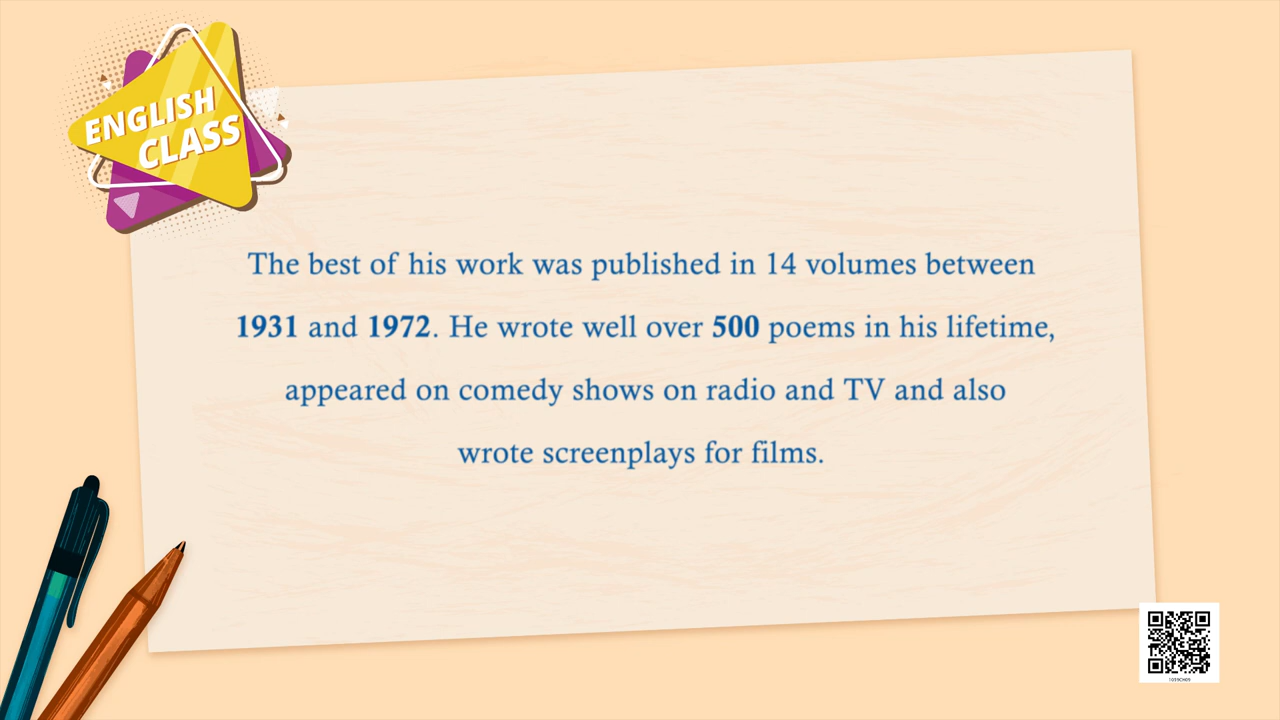 ENGLISH
CLASS
The best of his work was published in 14 volumes between
1931 and 1972. He wrote well over 500 poems in his lifetime,
appeared on comedy shows on radio and TV and also
wrote screenplays for films.